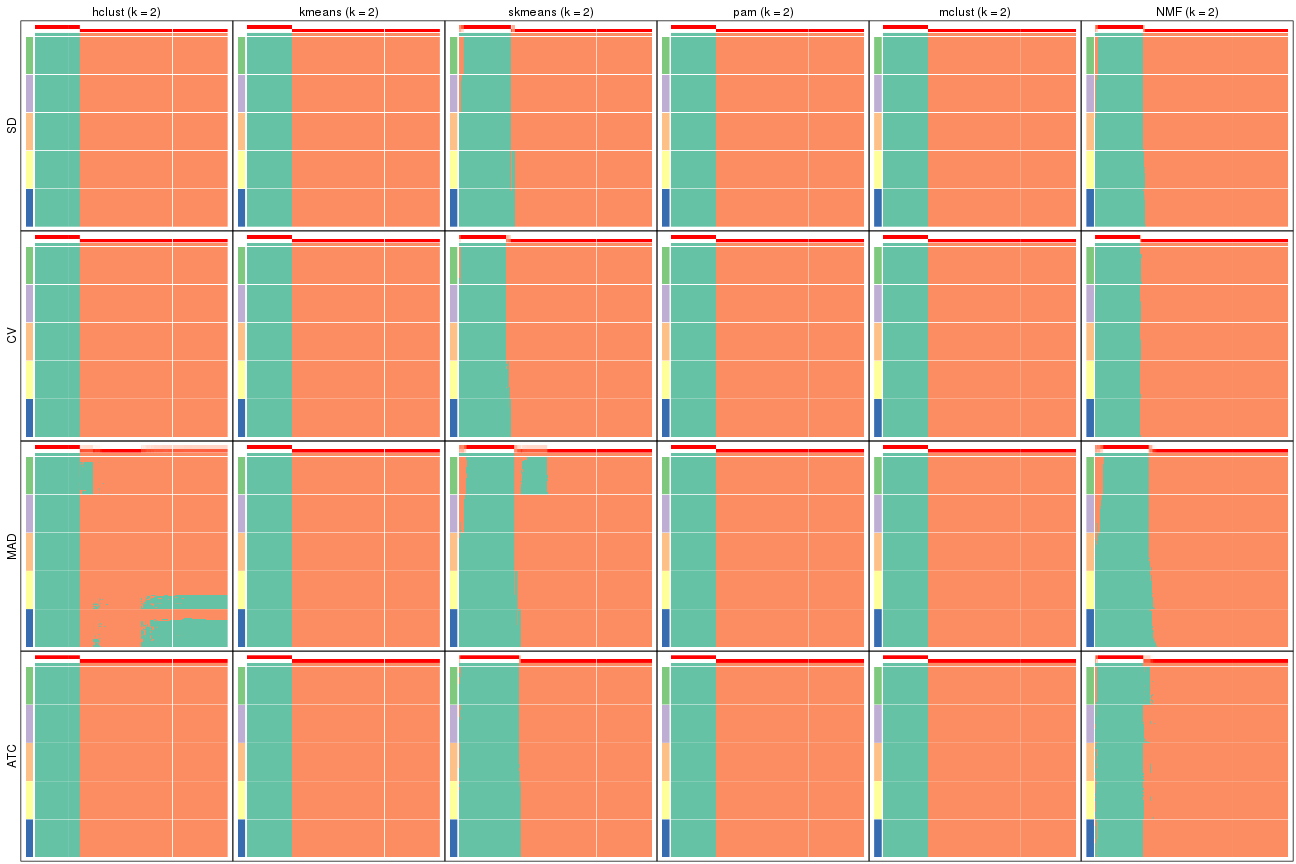 hclust (k = 2)
kmeans (k = 2)
skmeans (k = 2)
pam (k = 2)
mclust (k = 2)
NMF (k = 2)
SD
CV
MAD
ATC